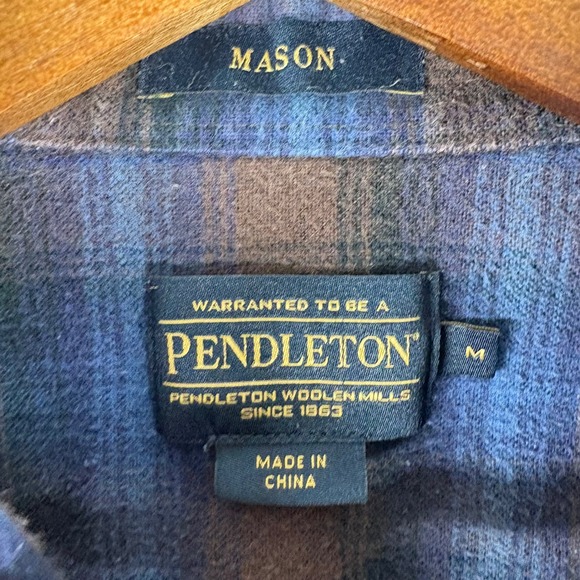 MASON
WARRANTED TO BE A
PENDLETON®
PENDLETON WOOLEN MILLS
SINCE 1863
M
MADE IN
CHINA